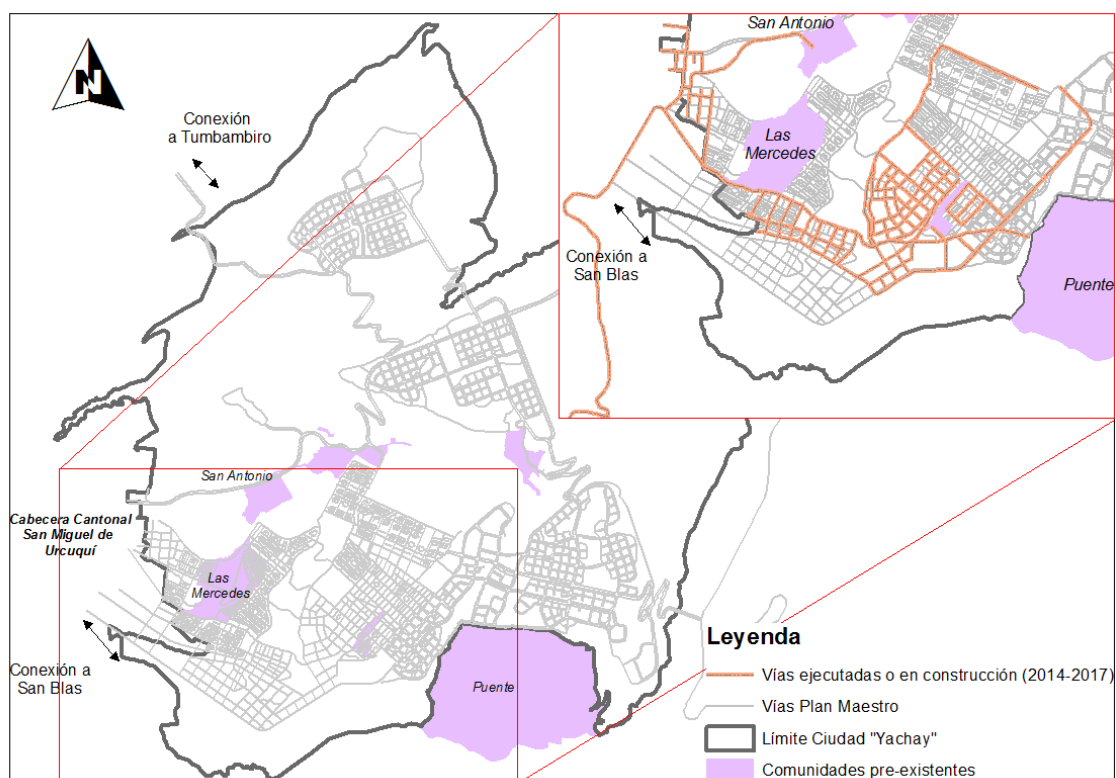 N
Conexión
a Tumbambiro
San Antonio
Cabecera Cantonal
San Miguel de
Urcuquí
Las
Mercedes
Conexión a
San Blas
Puente
San Antonio
Las
Mercedes
Conexión a
San Blas
Puente
Leyenda
Vías ejecutadas o en construcción (2014-2017)
Vías Plan Maestro
Límite Ciudad "Yachay"
Comunidades pre-existentes